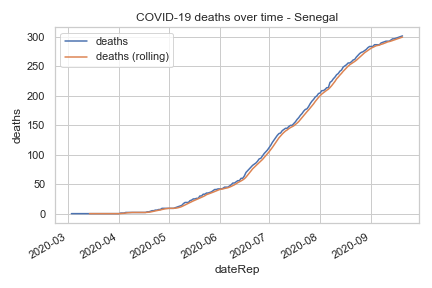 COVID-19 deaths over time - Senegal
deaths
deaths (rolling)
300
250
200
150
100
50
0
deaths
2020-03
2020-04
2020-05
2020-06
2020-07
2020-08
2020-09
dateRep